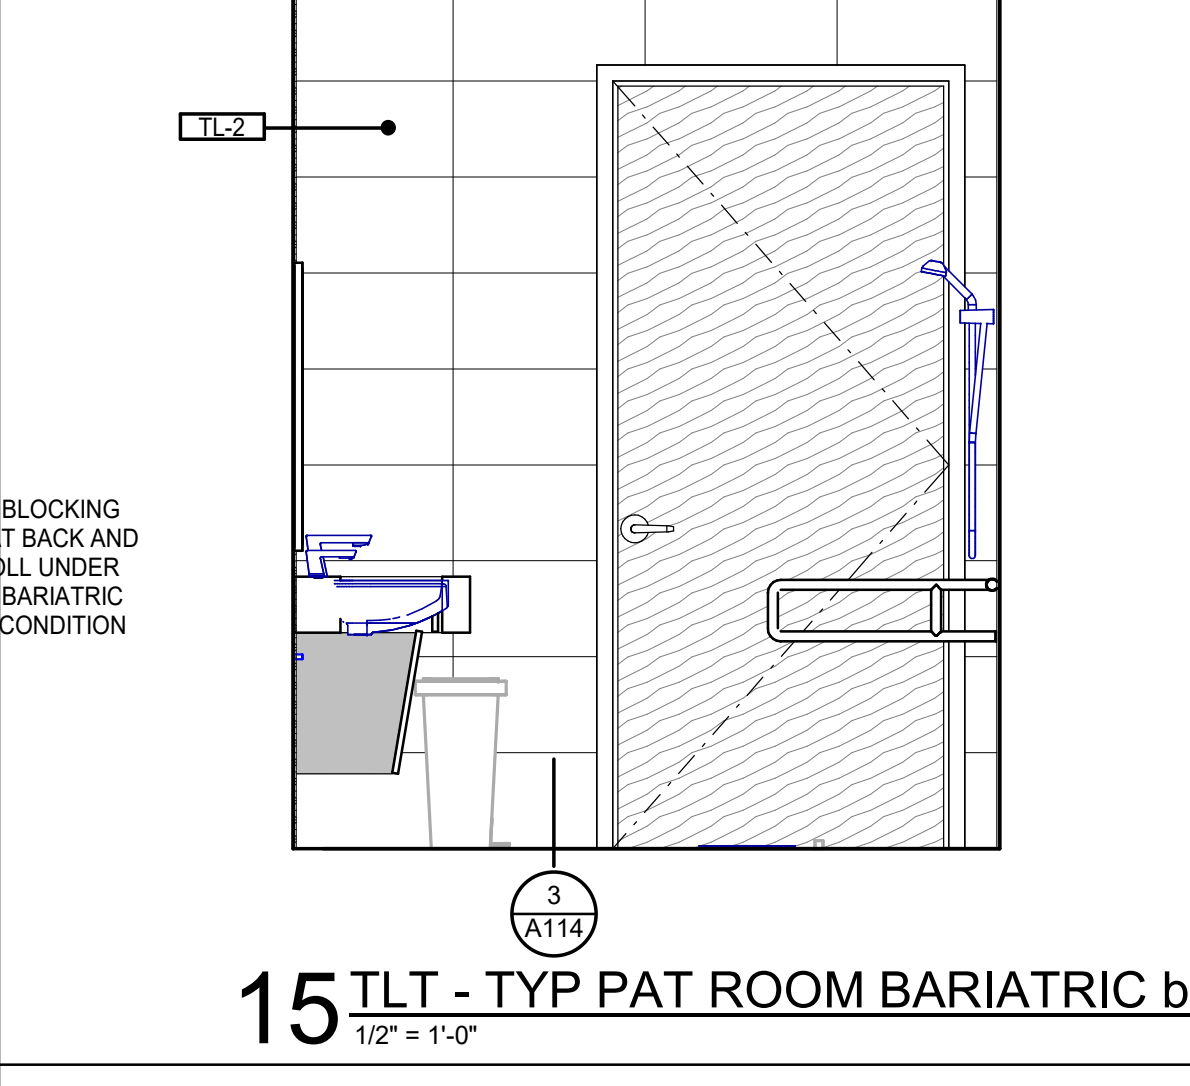 TL-2
BLOCKING
AT BACK AND
OLL UNDER
BARIATRIC
CONDITION
3
A114
15 TLT - TYP PAT ROOM BARIATRIC b
1/2" = 1'-0"